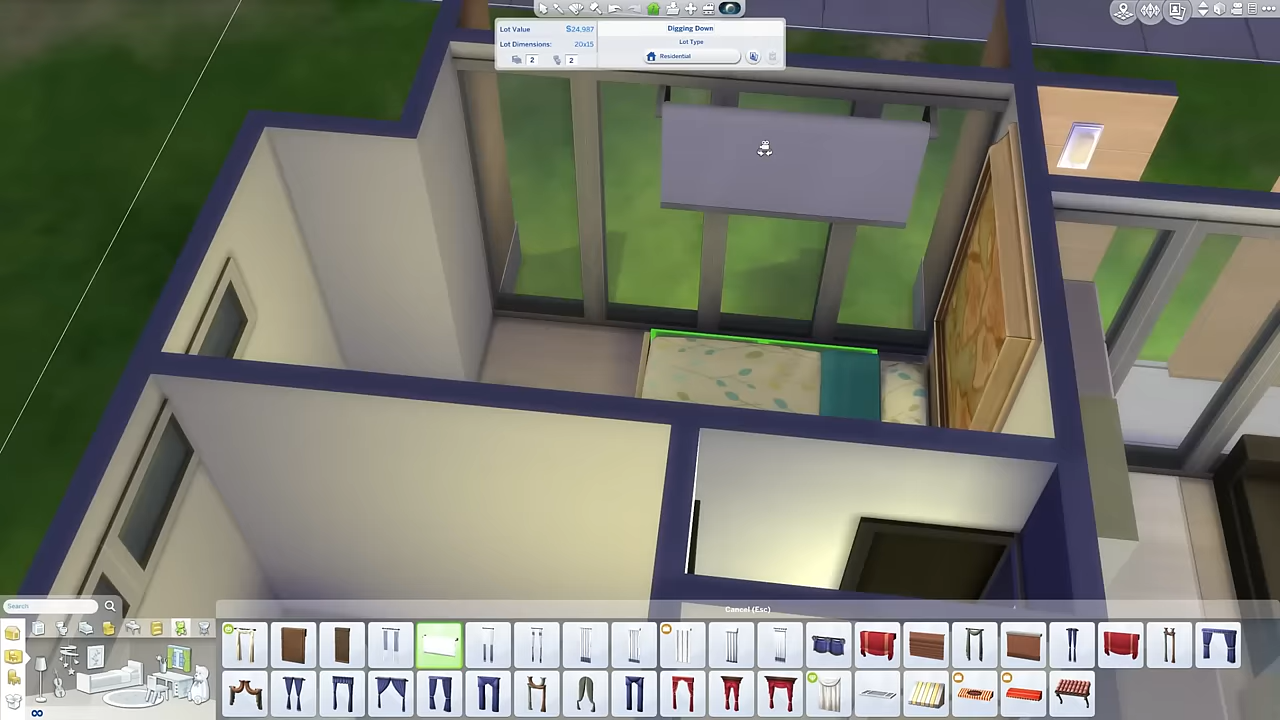 Lot Value
§24,987
Lot Dimensions:
20x15
2
2
Digging Down
Lot Type
Residential
Cancel (Esc)
Search